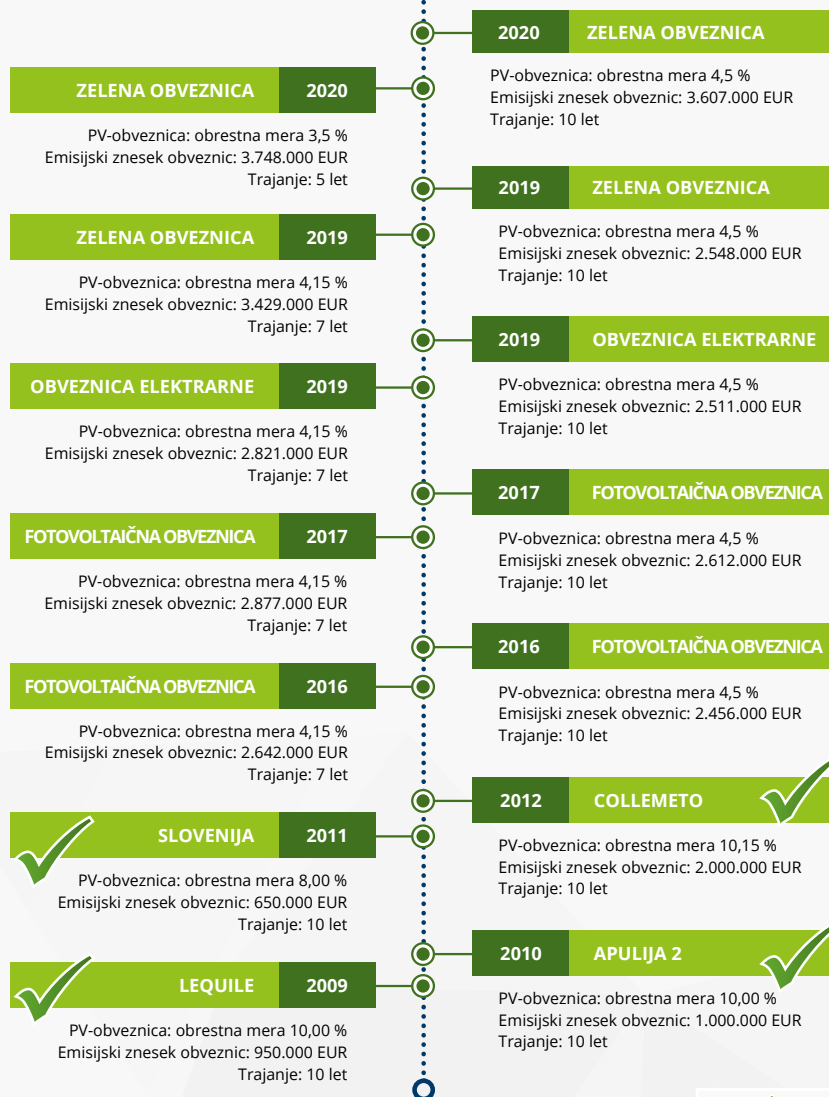 2020 ZELENA OBVEZNICA
PV-obveznica: obrestna mera 4,5 %
Emisijski znesek obveznic: 3.607.000 EUR
Trajanje: 10 let
ZELENA OBVEZNICA 2020
PV-obveznica: obrestna mera 3,5 %
Emisijski znesek obveznic: 3.748.000 EUR
Trajanje: 5 let
2019 ZELENA OBVEZNICA
PV-obveznica: obrestna mera 4,5 %
Emisijski znesek obveznic: 2.548.000 EUR
Trajanje: 10 let
ZELENA OBVEZNICA 2019
PV-obveznica: obrestna mera 4,15 %
Emisijski znesek obveznic: 3.429.000 EUR
Trajanje: 7 let
2019 OBVEZNICA ELEKTRARNE
PV-obveznica: obrestna mera 4,5 %
Emisijski znesek obveznic: 2.511.000 EUR
Trajanje: 10 let
OBVEZNICA ELEKTRARNE 2019
PV-obveznica: obrestna mera 4,15 %
Emisijski znesek obveznic: 2.821.000 EUR
Trajanje: 7 let
2017 FOTOVOLTAIČNA OBVEZNICA
PV-obveznica: obrestna mera 4,5 %
Emisijski znesek obveznic: 2.612.000 EUR
Trajanje: 10 let
FOTOVOLTAIČNA OBVEZNICA 2017
PV-obveznica: obrestna mera 4,15 %
Emisijski znesek obveznic: 2.877.000 EUR
Trajanje: 7 let
2016 FOTOVOLTAIČNA OBVEZNICA
PV-obveznica: obrestna mera 4,5 %
Emisijski znesek obveznic: 2.456.000 EUR
Trajanje: 10 let
FOTOVOLTAIČNA OBVEZNICA 2016
PV-obveznica: obrestna mera 4,15 %
Emisijski znesek obveznic: 2.642.000 EUR
Trajanje: 7 let
2012 COLLEMETO
PV-obveznica: obrestna mera 10,15 %
Emisijski znesek obveznic: 2.000.000 EUR
Trajanje: 10 let
SLOVENIJA 2011
PV-obveznica: obrestna mera 8,00 %
Emisijski znesek obveznic: 650.000 EUR
Trajanje: 10 let
2010 APULIJA 2
PV-obveznica: obrestna mera 10,00 %
Emisijski znesek obveznic: 1.000.000 EUR
Trajanje: 10 let
LEQUILE 2009
PV-obveznica: obrestna mera 10,00 %
Emisijski znesek obveznic: 950.000 EUR
Trajanje: 10 let